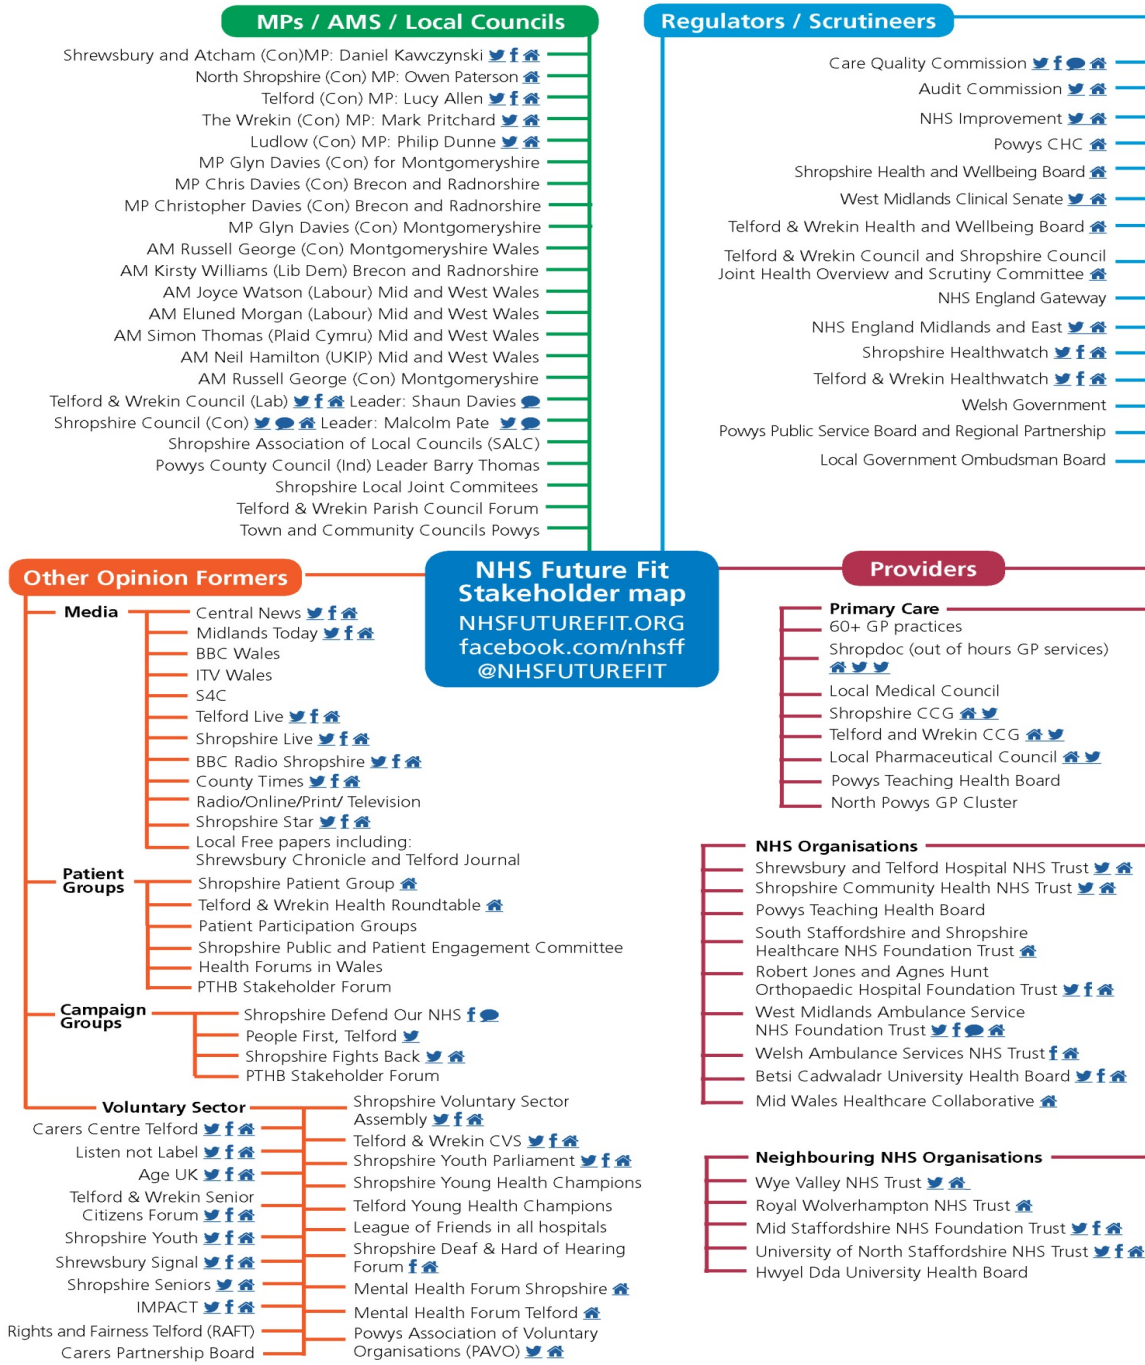 MPs / AMS / Local Councils
Shrewsbury and Atcham (Con)MP: Daniel Kawczynski
North Shropshire (Con) MP: Owen Paterson
Telford (Con) MP: Lucy Allen
The Wrekin (Con) MP: Mark Pritchard
Ludlow (Con) MP: Philip Dunne
MP Glyn Davies (Con) for Montgomeryshire
MP Chris Davies (Con) Brecon and Radnorshire
MP Christopher Davies (Con) Brecon and Radnorshire
MP Glyn Davies (Con) Montgomeryshire
AM Russell George (Con) Montgomeryshire Wales
AM Kirsty Williams (Lib Dem) Brecon and Radnorshire
AM Joyce Watson (Labour) Mid and West Wales
AM Eluned Morgan (Labour) Mid and West Wales
AM Simon Thomas (Plaid Cymru) Mid and West Wales
AM Neil Hamilton (UKIP) Mid and West Wales
AM Russell George (Con) Montgomeryshire
Telford & Wrekin Council (Lab) Leader: Shaun Davies
Shropshire Council (Con) Leader: Malcolm Pate
Shropshire Association of Local Councils (SALC)
Powys County Council (Ind) Leader Barry Thomas
Shropshire Local Joint Commitees
Telford & Wrekin Parish Council Forum
Town and Community Councils Powys
Regulators / Scrutineers
Care Quality Commission
Audit Commission
NHS Improvement
Powys CHC
Shropshire Health and Wellbeing Board
West Midlands Clinical Senate
Telford & Wrekin Health and Wellbeing Board
Telford & Wrekin Council and Shropshire Council
Joint Health Overview and Scrutiny Committee
NHS England Gateway
NHS England Midlands and East
Shropshire Healthwatch
Telford & Wrekin Healthwatch
Welsh Government
Powys Public Service Board and Regional Partnership
Local Government Ombudsman Board
NHS Future Fit
Stakeholder map
NHSFUTUREFIT.ORG
facebook.com/nhsff
@NHSFUTUREFIT
Other Opinion Formers
Media
Central News
Midlands Today
BBC Wales
ITV Wales
S4C
Telford Live
Shropshire Live
BBC Radio Shropshire
County Times
Radio/Online/Print/ Television
Shropshire Star
Local Free papers including:
Shrewsbury Chronicle and Telford Journal
Patient
Groups
Shropshire Patient Group
Telford & Wrekin Health Roundtable
Patient Participation Groups
Shropshire Public and Patient Engagement Committee
Health Forums in Wales
PTHB Stakeholder Forum
Campaign
Groups
Shropshire Defend Our NHS
People First, Telford
Shropshire Fights Back
PTHB Stakeholder Forum
Voluntary Sector
Carers Centre Telford
Listen not Label
Age UK
Telford & Wrekin Senior
Citizens Forum
Shropshire Youth
Shrewsbury Signal
Shropshire Seniors
IMPACT
Rights and Fairness Telford (RAFT)
Carers Partnership Board
Shropshire Voluntary Sector
Assembly
Telford & Wrekin CVS
Shropshire Youth Parliament
Shropshire Young Health Champions
Telford Young Health Champions
League of Friends in all hospitals
Shropshire Deaf & Hard of Hearing
Forum
Mental Health Forum Shropshire
Mental Health Forum Telford
Powys Association of Voluntary
Organisations (PAVO)
Providers
Primary Care
60+ GP practices
Shropdoc (out of hours GP services)
Local Medical Council
Shropshire CCG
Telford and Wrekin CCG
Local Pharmaceutical Council
Powys Teaching Health Board
North Powys GP Cluster
NHS Organisations
Shrewsbury and Telford Hospital NHS Trust
Shropshire Community Health NHS Trust
Powys Teaching Health Board
South Staffordshire and Shropshire
Healthcare NHS Foundation Trust
Robert Jones and Agnes Hunt
Orthopaedic Hospital Foundation Trust
West Midlands Ambulance Service
NHS Foundation Trust
Welsh Ambulance Services NHS Trust
Betsi Cadwaladr University Health Board
Mid Wales Healthcare Collaborative
Neighbouring NHS Organisations
Wye Valley NHS Trust
Royal Wolverhampton NHS Trust
Mid Staffordshire NHS Foundation Trust
University of North Staffordshire NHS Trust
Hwyel Dda University Health Board